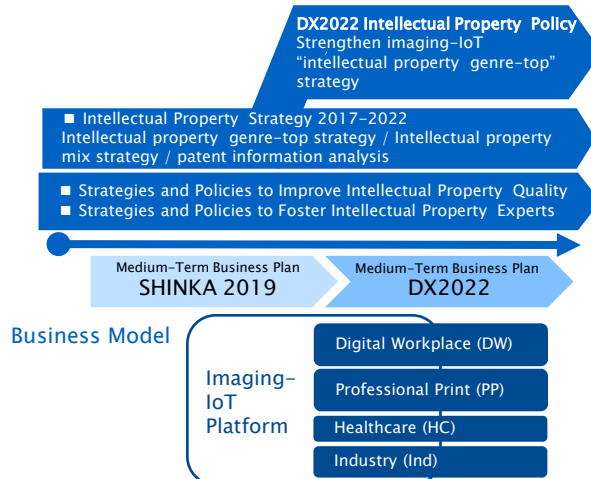 DX2022 Intellectual Property Policy
Strengthen imaging-IoT
“intellectual property genre-top”
strategy
■ Intellectual Property Strategy 2017-2022
Intellectual property genre-top strategy / Intellectual property
mix strategy / patent information analysis
■ Strategies and Policies to Improve Intellectual Property Quality
■ Strategies and Policies to Foster Intellectual Property Experts
Medium-Term Business Plan
SHINKA 2019
Medium-Term Business Plan
DX2022
Business Model
Imaging-
IoT
Platform
Digital Workplace (DW)
Professional Print (PP)
Healthcare (HC)
Industry (Ind)